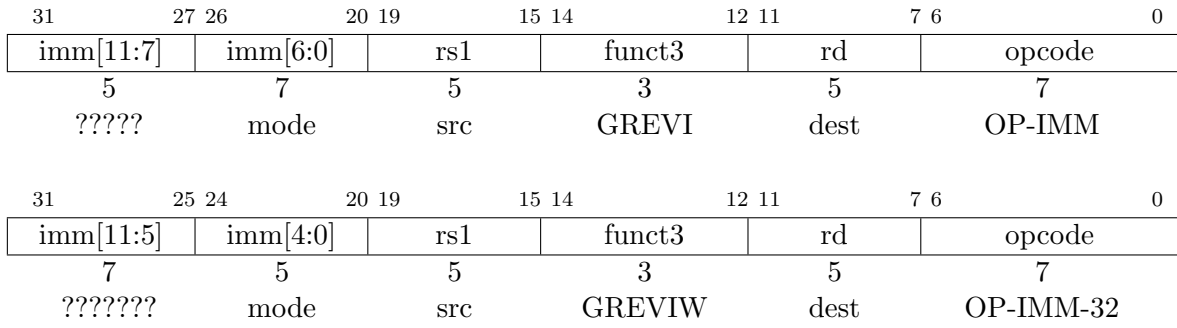 31 27 26 20 19 15 14 12 11 7 6 0
imm[11:7] imm[6:0] rs1 funct3 rd opcode
5 7 5 3 5 7
????? mode src GREVI dest OP-IMM
31 25 24 20 19 15 14 12 11 7 6 0
imm[11:5] imm[4:0] rs1 funct3 rd opcode
7 5 5 3 5 7
??????? mode src GREVIW dest OP-IMM-32